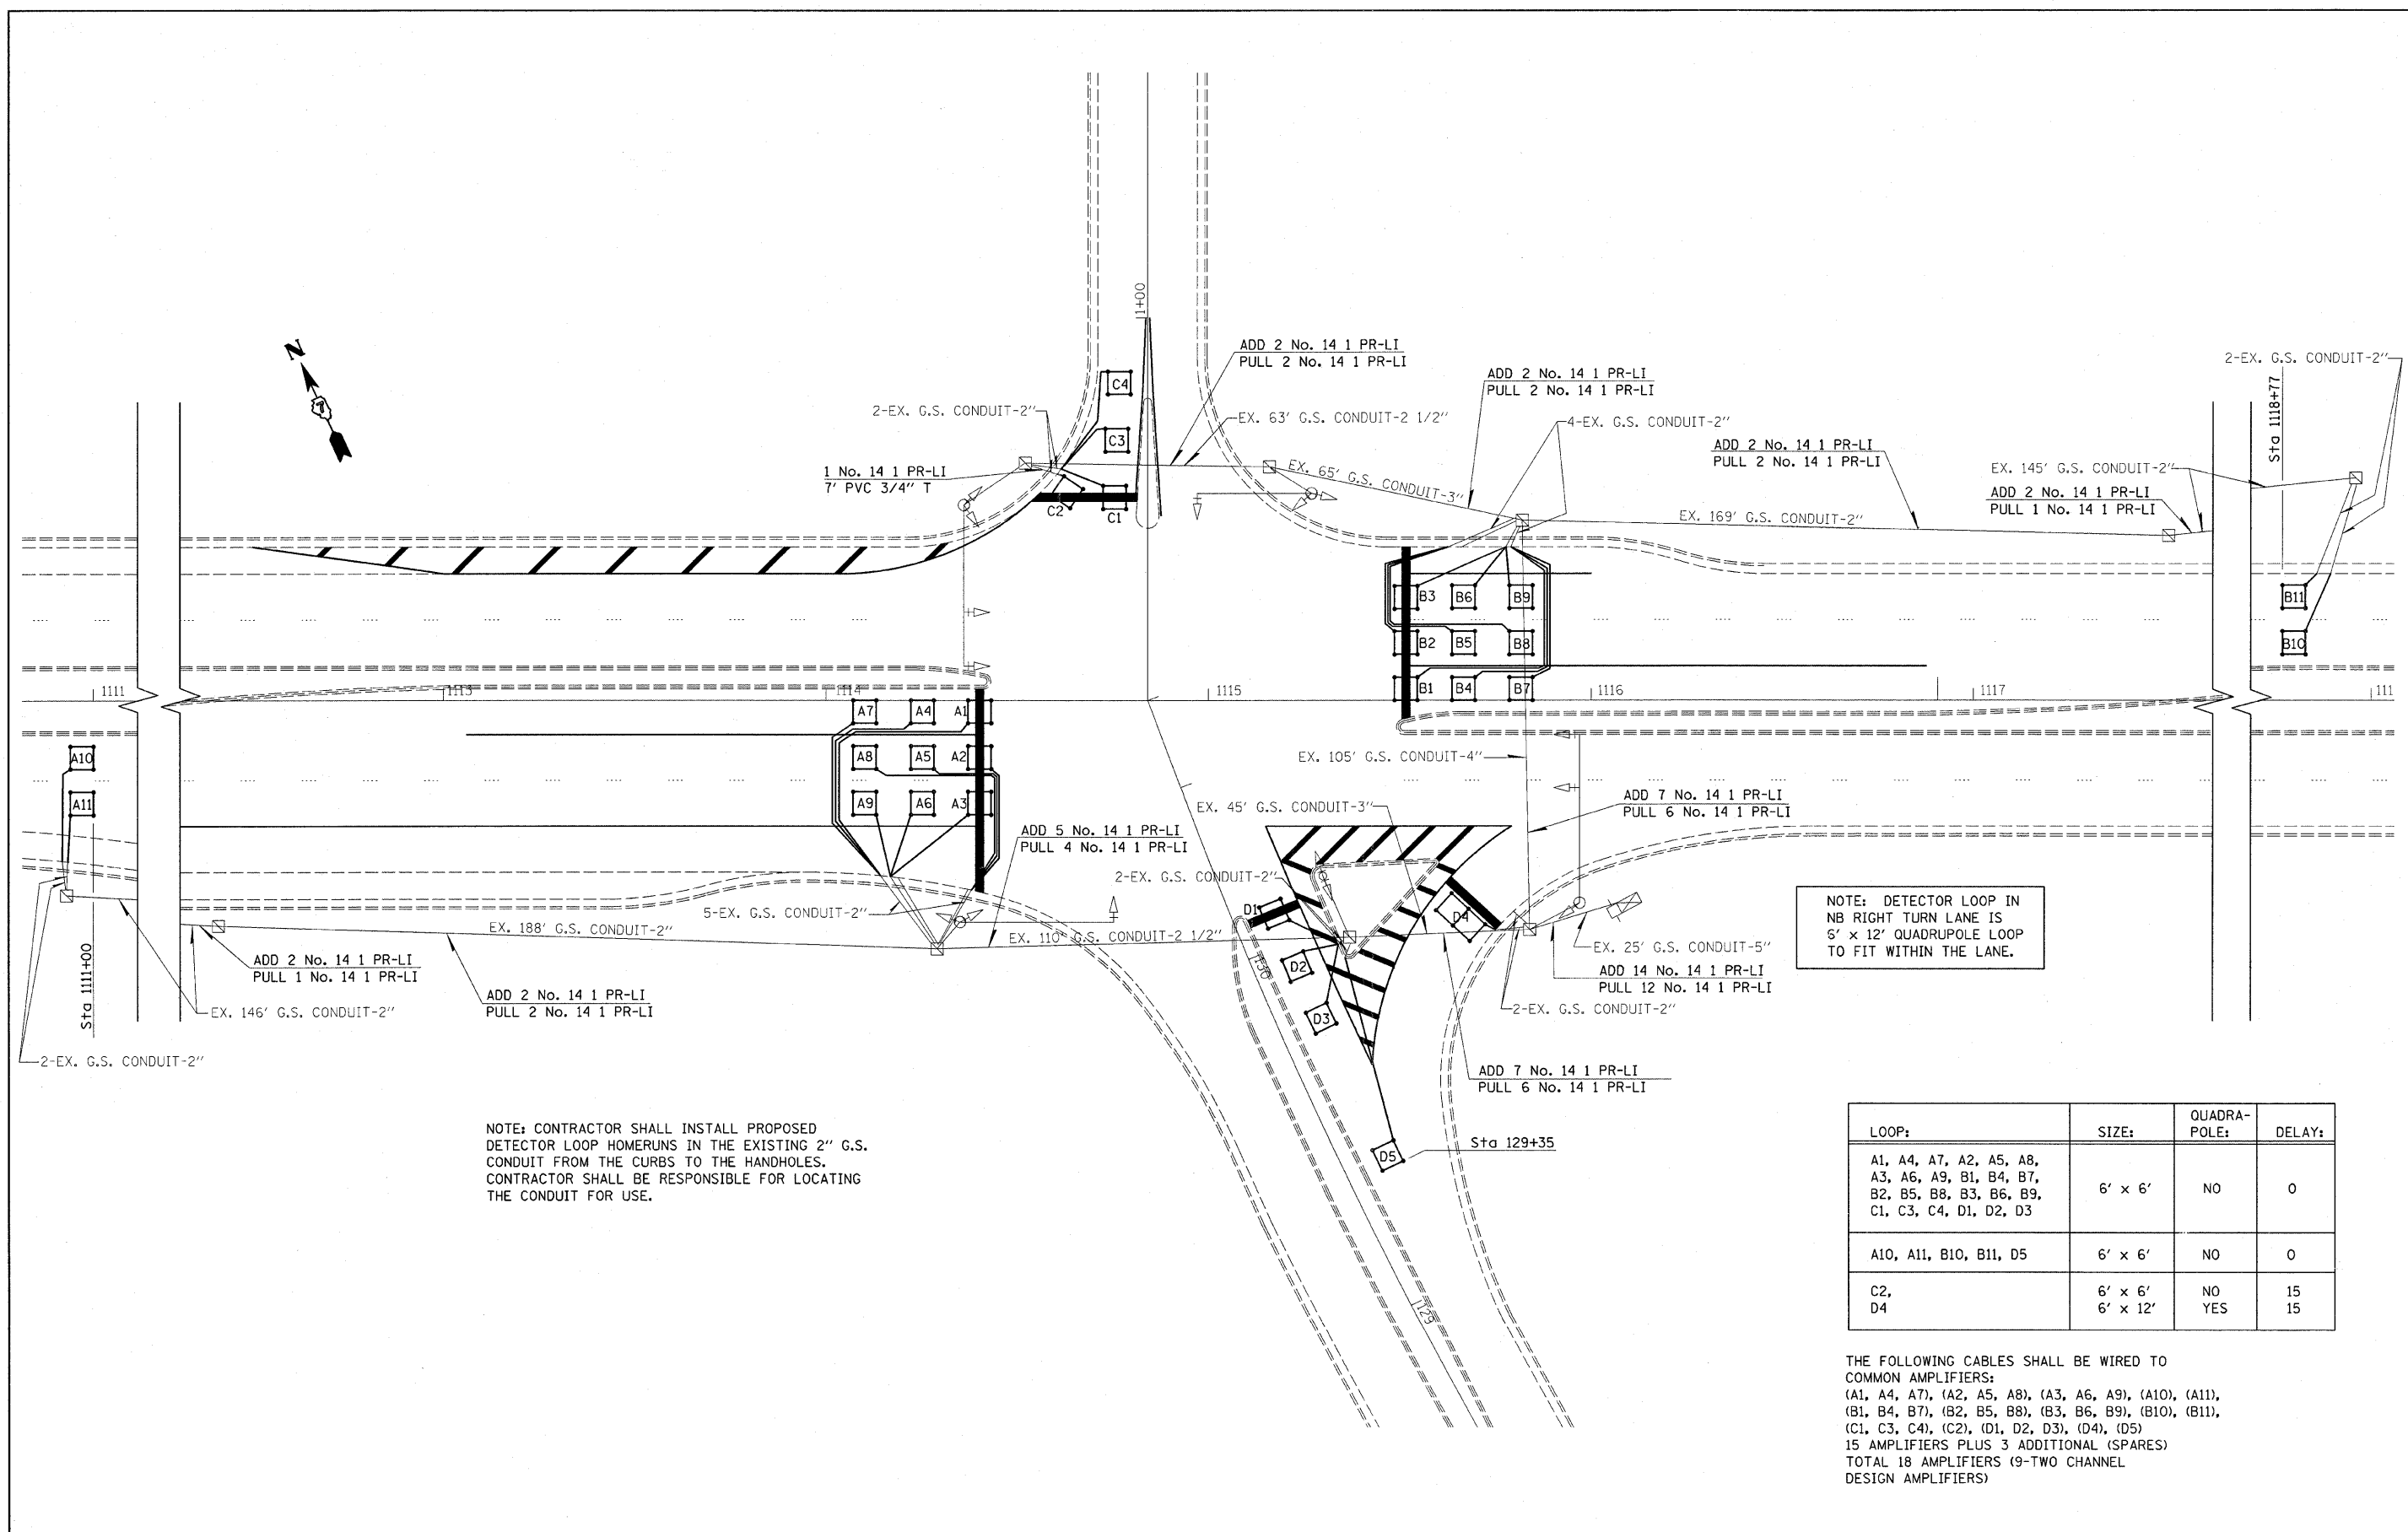 1+00
N
ADD 2 No. 14 1 PR-LI
PULL 2 No. 14 1 PR-LI
2-EX. G.S. CONDUIT-2"
Sta 1118+77
ADD 2 No. 14 1 PR-LI
PULL 2 No. 14 1 PR-LI
C4
2-EX. G.S. CONDUIT-2"
EX. 63' G.S. CONDUIT-2 1/2"
4-EX. G.S. CONDUIT-2"
C3
ADD 2 No. 14 1 PR-LI
PULL 2 No. 14 1 PR-LI
1 No. 14 1 PR-LI
7' PVC 3/4" T
EX. 65' G.S. CONDUIT-3"
EX. 145' G.S. CONDUIT-2"
ADD 2 No. 14 1 PR-LI
PULL 1 No. 14 1 PR-LI
C2
C1
EX. 169' G.S. CONDUIT-2"
B3
B6
B9
B11
B2
B5
B8
B10
1111
1113
1114
1115
B1
B4
B7
1116
1117
111
A7
A4
A1
A10
A8
A5
A2
EX. 105' G.S. CONDUIT-4"
A11
A9
A6
A3
EX. 45' G.S. CONDUIT-3"
ADD 7 No. 14 1 PR-LI
PULL 6 No. 14 1 PR-LI
ADD 5 No. 14 1 PR-LI
PULL 4 No. 14 1 PR-LI
2-EX. G.S. CONDUIT-2"
5-EX. G.S. CONDUIT-2"
D1
D4
NOTE: DETECTOR LOOP IN
NB RIGHT TURN LANE IS
6' x 12' QUADRUPOLE LOOP
TO FIT WITHIN THE LANE.
EX. 188' G.S. CONDUIT-2"
EX. 110' G.S. CONDUIT-2 1/2"
EX. 25' G.S. CONDUIT-5"
Sta 1111+00
ADD 2 No. 14 1 PR-LI
PULL 1 No. 14 1 PR-LI
130
D2
ADD 14 No. 14 1 PR-LI
PULL 12 No. 14 1 PR-LI
ADD 2 No. 14 1 PR-LI
PULL 2 No. 14 1 PR-LI
EX. 146' G.S. CONDUIT-2"
D3
2-EX. G.S. CONDUIT-2"
2-EX. G.S. CONDUIT-2"
ADD 7 No. 14 1 PR-LI
PULL 6 No. 14 1 PR-LI
NOTE: CONTRACTOR SHALL INSTALL PROPOSED
DETECTOR LOOP HOMERUNS IN THE EXISTING 2" G.S.
CONDUIT FROM THE CURBS TO THE HANDHOLES.
CONTRACTOR SHALL BE RESPONSIBLE FOR LOCATING
THE CONDUIT FOR USE.
Sta 129+35
D5
129
LOOP: SIZE: QUADRA-POLE: DELAY:
A1, A4, A7, A2, A5, A8,
A3, A6, A9, B1, B4, B7,
B2, B5, B8, B3, B6, B9,
C1, C3, C4, D1, D2, D3
6' x 6' NO 0
A10, A11, B10, B11, D5 6' x 6' NO 0
C2, 6' x 6' NO 15
D4 6' x 12' YES 15
THE FOLLOWING CABLES SHALL BE WIRED TO
COMMON AMPLIFIERS:
(A1, A4, A7), (A2, A5, A8), (A3, A6, A9), (A10), (A11),
(B1, B4, B7), (B2, B5, B8), (B3, B6, B9), (B10), (B11),
(C1, C3, C4), (C2), (D1, D2, D3), (D4), (D5)
15 AMPLIFIERS PLUS 3 ADDITIONAL (SPARES)
TOTAL 18 AMPLIFIERS (9-TWO CHANNEL
DESIGN AMPLIFIERS)